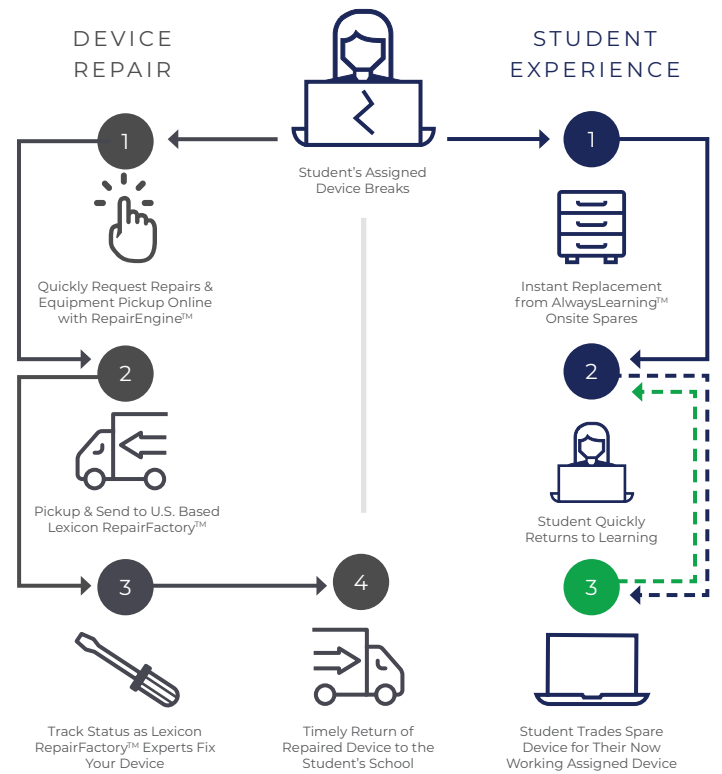 DEVICE
REPAIR
STUDENT
EXPERIENCE
Student's Assigned
Device Breaks
1
Quickly Request Repairs &
Equipment Pickup Online
with RepairEngine™
2
Pickup & Send to U.S. Based
Lexicon RepairFactory™
3
Track Status as Lexicon
RepairFactory™ Experts Fix
Your Device
4
Timely Return of
Repaired Device to the
Student's School
1
Instant Replacement
from AlwaysLearning™
Onsite Spares
2
Student Quickly
Returns to Learning
3
Student Trades Spare
Device for Their Now
Working Assigned Device